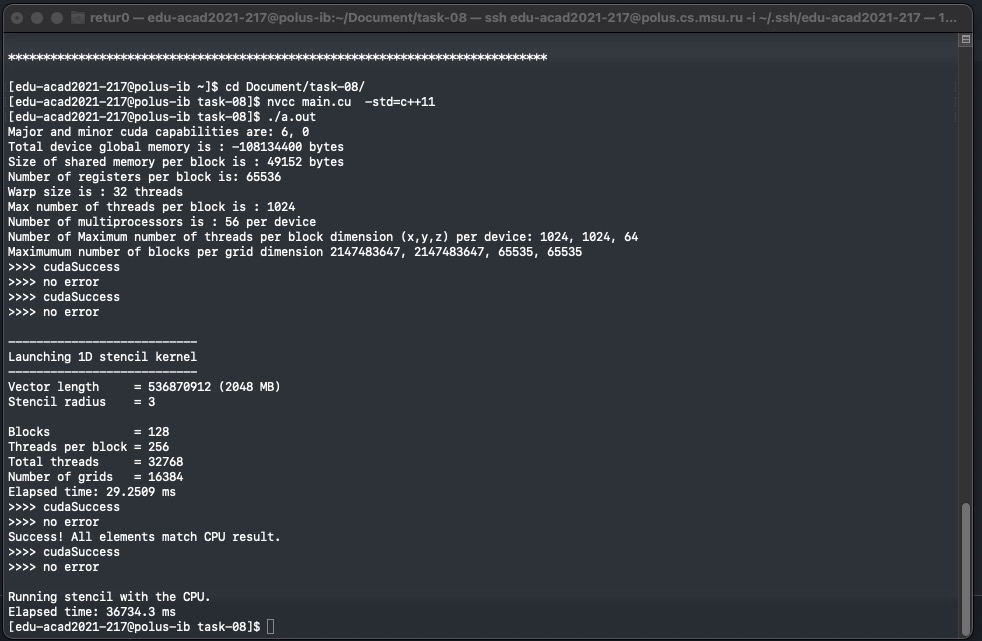 retur0 — edu-acad2021-217@polus-ib:~/Document/task-08 — ssh edu-acad2021-217@polus.cs.msu.ru -i ~/.ssh/edu-acad2021-217 — 1...
*****************************************************************************
[edu-acad2021-217@polus-ib ~]$ cd Document/task-08/
[edu-acad2021-217@polus-ib task-08]$ nvcc main.cu  -std=c++11
[edu-acad2021-217@polus-ib task-08]$ ./a.out
Major and minor cuda capabilities are: 6, 0
Total device global memory is : -108134400 bytes
Size of shared memory per block is : 49152 bytes
Number of registers per block is: 65536
Warp size is : 32 threads
Max number of threads per block is : 1024
Number of multiprocessors is : 56 per device
Number of Maximum number of threads per block dimension (x,y,z) per device: 1024, 1024, 64
Maximumum number of blocks per grid dimension 2147483647, 2147483647, 65535, 65535
>>>> cudaSuccess
>>>> no error
>>>> cudaSuccess
>>>> no error
---------------------------
Launching 1D stencil kernel
---------------------------
Vector length     = 536870912 (2048 MB)
Stencil radius    = 3
Blocks            = 128
Threads per block = 256
Total threads     = 32768
Number of grids   = 16384
Elapsed time: 29.2509 ms
>>>> cudaSuccess
>>>> no error
Success! All elements match CPU result.
>>>> cudaSuccess
>>>> no error
Running stencil with the CPU.
Elapsed time: 36734.3 ms
[edu-acad2021-217@polus-ib task-08]$